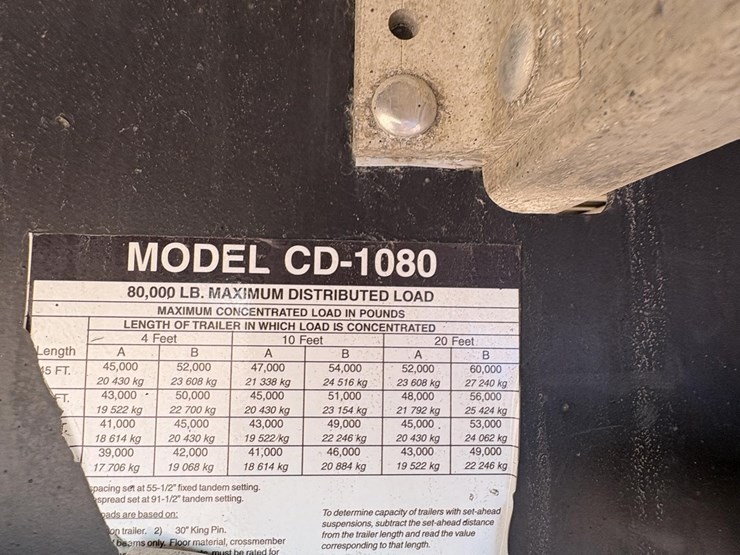 MODEL CD-1080
80,000 LB. MAXIMUM DISTRIBUTED LOAD
MAXIMUM CONCENTRATED LOAD IN POUNDS
LENGTH OF TRAILER IN WHICH LOAD IS CONCENTRATED
4 Feet 10 Feet 20 Feet
Length A B A B A B
45 FT. 45,000 52,000 47,000 54,000 52,000 60,000
20 430 kg 23 608 kg 21 338 kg 24 516 kg 23 608 kg 27 240 kg
FT. 43,000 50,000 45,000 51,000 48,000 56,000
19 522 kg 22 700 kg 20 430 kg 23 154 kg 21 792 kg 25 424 kg
41,000 45,000 43,000 49,000 45,000 53,000
18 614 kg 20 430 kg 19 522 kg 22 246 kg 20 430 kg 24 062 kg
39,000 42,000 41,000 46,000 43,000 49,000
17 706 kg 19 068 kg 18 614 kg 20 884 kg 19 522 kg 22 246 kg
spacing set at 55-1/2" fixed tandem setting.
spread set at 91-1/2" tandem setting.
oads are based on:
on trailer. 2) 30" King Pin.
beams only. Floor material, crossmember
must be rated for
To determine capacity of trailers with set-ahead
suspensions, subtract the set-ahead distance
from the trailer length and read the value
corresponding to that length.